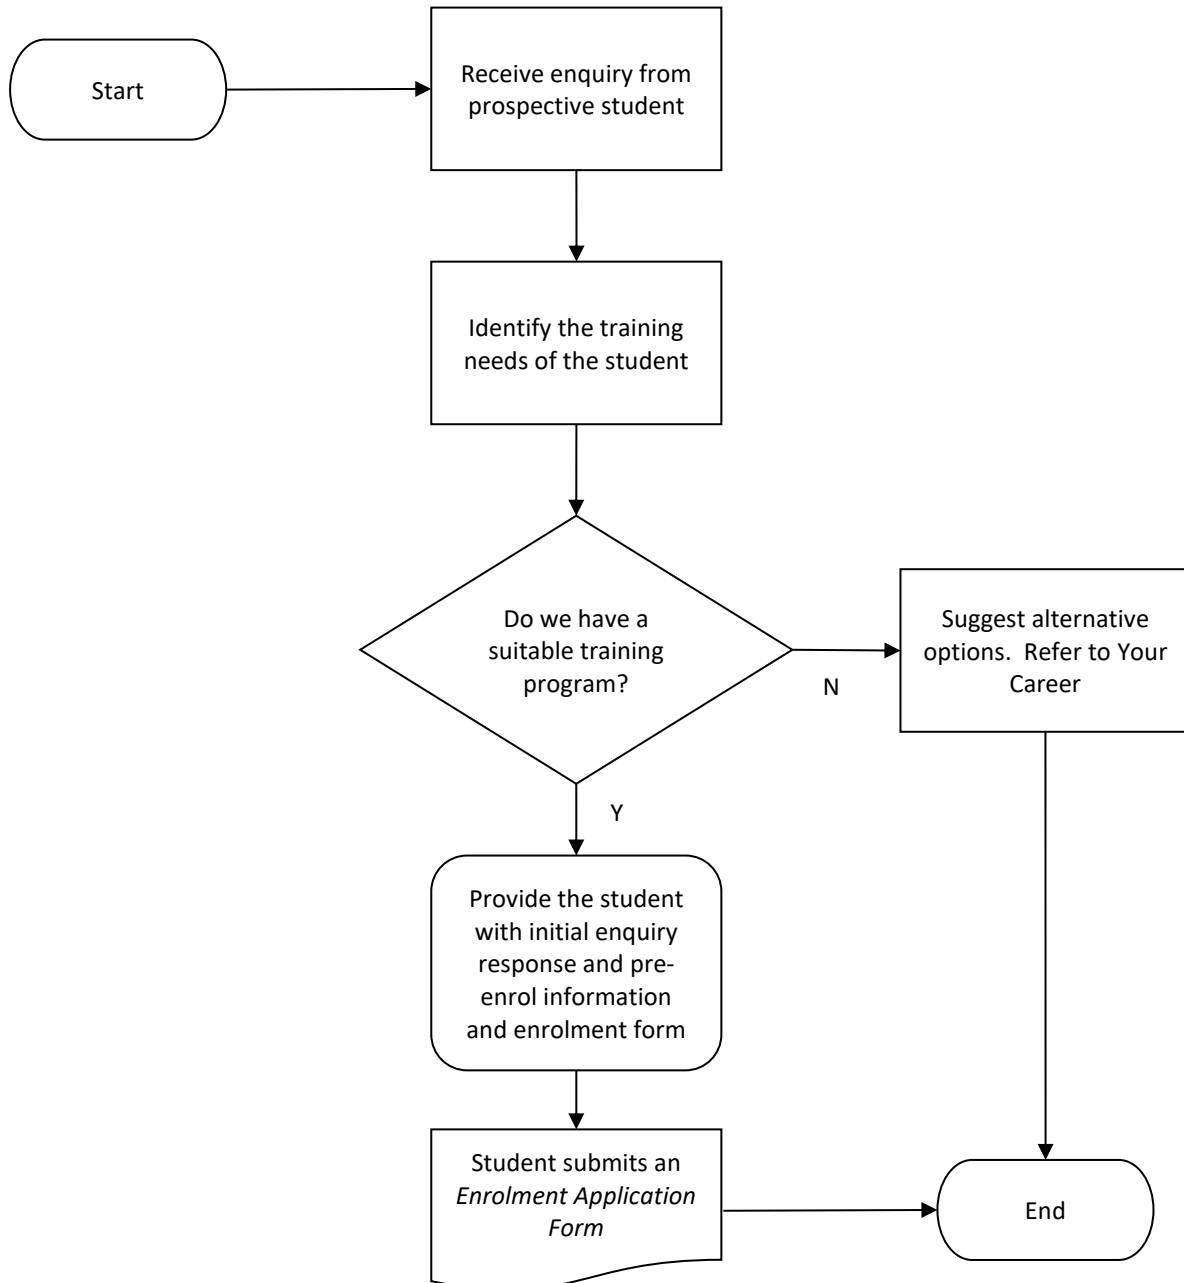 Start
Receive enquiry from
prospective student
Identify the training
needs of the student
Do we have a
suitable training
program?
N
Suggest alternative
options.  Refer to Your
Career
Y
Provide the student
with initial enquiry
response and pre-
enrol information
and enrolment form
Student submits an
Enrolment Application
Form
End